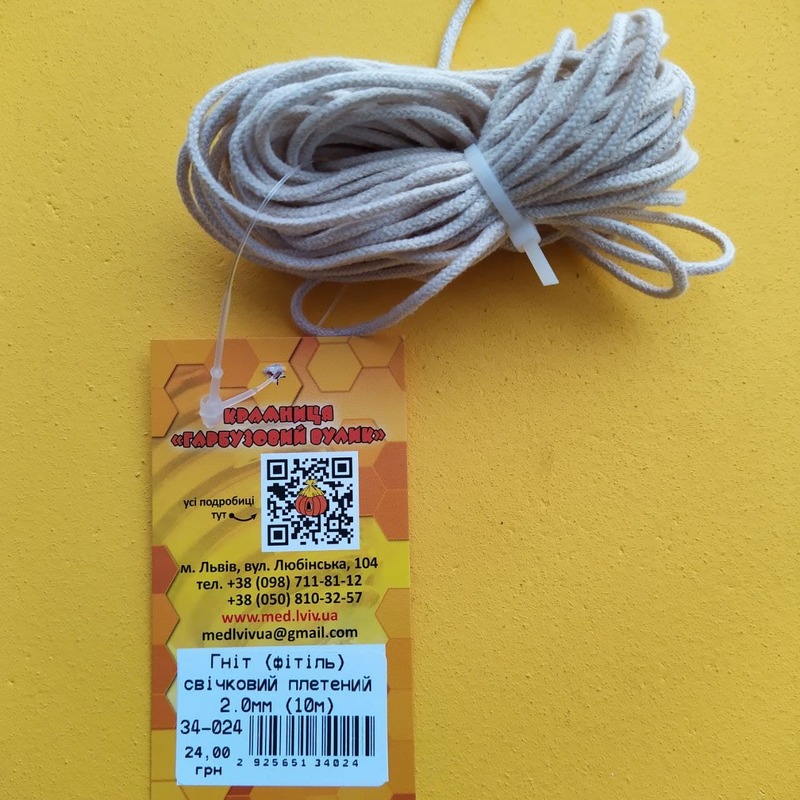 КРАМНИЦЯ
«ГАРБУЗОВИЙ ВУЛИК»
усі подробиці
тут
м. Львів, вул. Любінська, 104
тел. +38 (098) 711-81-12
+38 (050) 810-32-57
www.med.lviv.ua
medlvivua@gmail.com
Гніт (фітіль)
свічковий плетений
2.0мм (10м)
34-024
24,00
грн
2 925651 34024